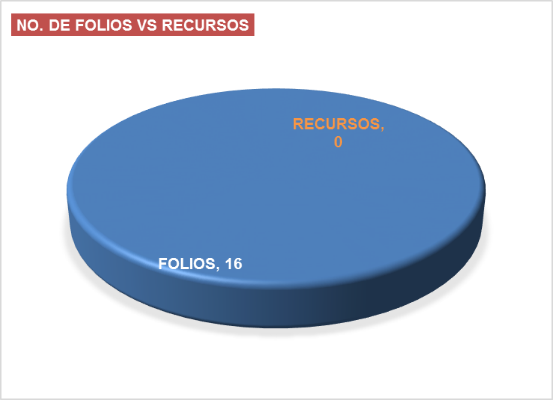 NO. DE FOLIOS VS RECURSOS
RECURSOS,
0
FOLIOS, 16